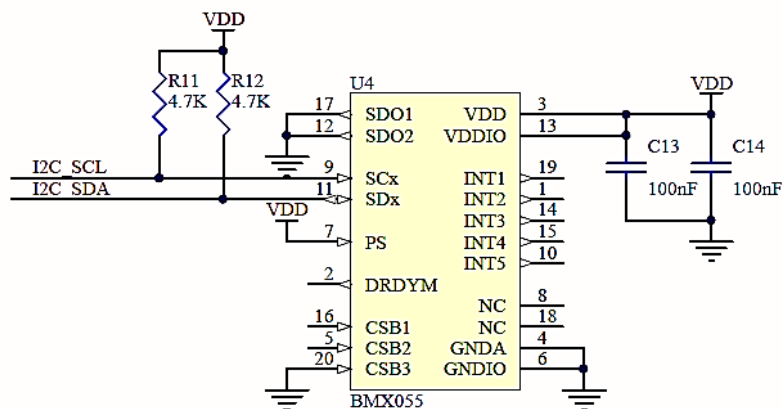 VDD
R11
4.7K
R12
4.7K
I2C_SCL
I2C_SDA
VDD
U4
17 SDO1
12 SDO2
9 SCx
11 SDx
7 PS
2 DRDYM
16 CSB1
5 CSB2
20 CSB3
VDD 3
VDDIO 13
INT1 19
INT2 1
INT3 14
INT4 15
INT5 10
NC 8
NC 18
GNDA 4
GNDIO 6
BMX055
VDD
C13
100nF
C14
100nF